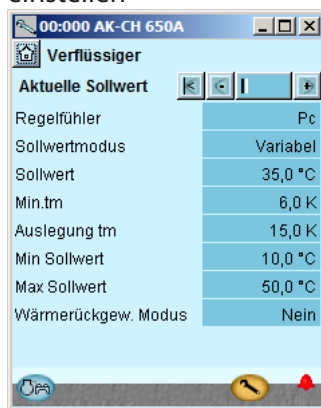 einstellen
00:000 AK-CH 650A
Verflüssiger
Aktuelle Sollwert
Regelfühler Pc
Sollwertmodus Variabel
Sollwert 35,0 °C
Min.tm 6,0 K
Auslegung tm 15,0 K
Min Sollwert 10,0 °C
Max Sollwert 50,0 °C
Wärmerückgew. Modus Nein